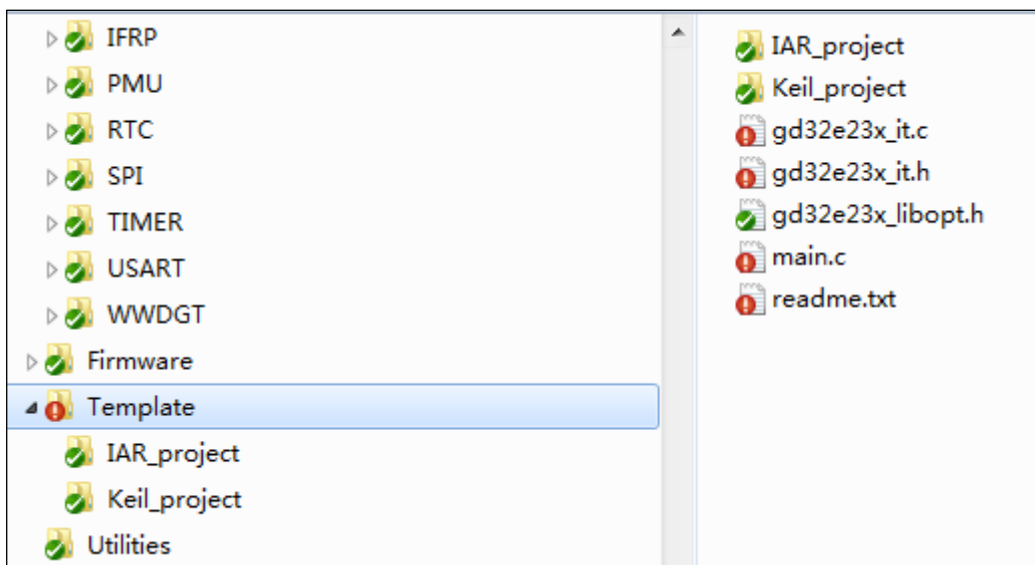 IFRP
PMU
RTC
SPI
TIMER
USART
WWDGT
Firmware
Template
IAR_project
Keil_project
Utilities
IAR_project
Keil_project
gd32e23x_it.c
gd32e23x_it.h
gd32e23x_libopt.h
main.c
readme.txt